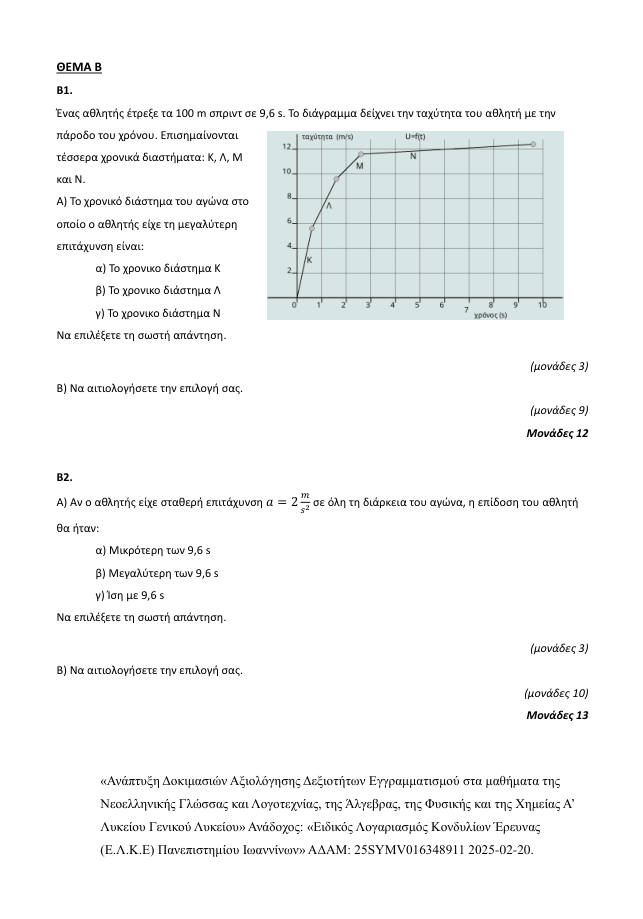 ΘΕΜΑ Β
Β1.
Ένας αθλητής έτρεξε τα 100 m σπριντ σε 9,6 s. Το διάγραμμα δείχνει την ταχύτητα του αθλητή με την
πάροδο του χρόνου. Επισημαίνονται
τέσσερα χρονικά διαστήματα: Κ, Λ, Μ
και Ν.
Α) Το χρονικό διάστημα του αγώνα στο
οποίο ο αθλητής είχε τη μεγαλύτερη
επιτάχυνση είναι:
α) Το χρονικο διάστημα Κ
β) Το χρονικο διάστημα Λ
γ) Το χρονικο διάστημα Ν
ταχύτητα (m/s) U=f(t)
12
10
8
6
4
2
Κ
Λ
Μ
Ν
0 1 2 3 4 5 6 7 8 9 10
χρόνος (s)
Να επιλέξετε τη σωστή απάντηση.
(μονάδες 3)
Β) Να αιτιολογήσετε την επιλογή σας.
(μονάδες 9)
Μονάδες 12
Β2.
Α) Αν ο αθλητής είχε σταθερή επιτάχυνση a = 2 m/s² σε όλη τη διάρκεια του αγώνα, η επίδοση του αθλητή
θα ήταν:
α) Μικρότερη των 9,6 s
β) Μεγαλύτερη των 9,6 s
γ) Ίση με 9,6 s
Να επιλέξετε τη σωστή απάντηση.
(μονάδες 3)
Β) Να αιτιολογήσετε την επιλογή σας.
(μονάδες 10)
Μονάδες 13
«Ανάπτυξη Δοκιμασιών Αξιολόγησης Δεξιοτήτων Εγγραμματισμού στα μαθήματα της
Νεοελληνικής Γλώσσας και Λογοτεχνίας, της Άλγεβρας, της Φυσικής και της Χημείας Α’
Λυκείου Γενικού Λυκείου» Ανάδοχος: «Ειδικός Λογαριασμός Κονδυλίων Έρευνας
(Ε.Λ.Κ.Ε) Πανεπιστημίου Ιωαννίνων» ΑΔΑΜ: 25SYMV016348911 2025-02-20.